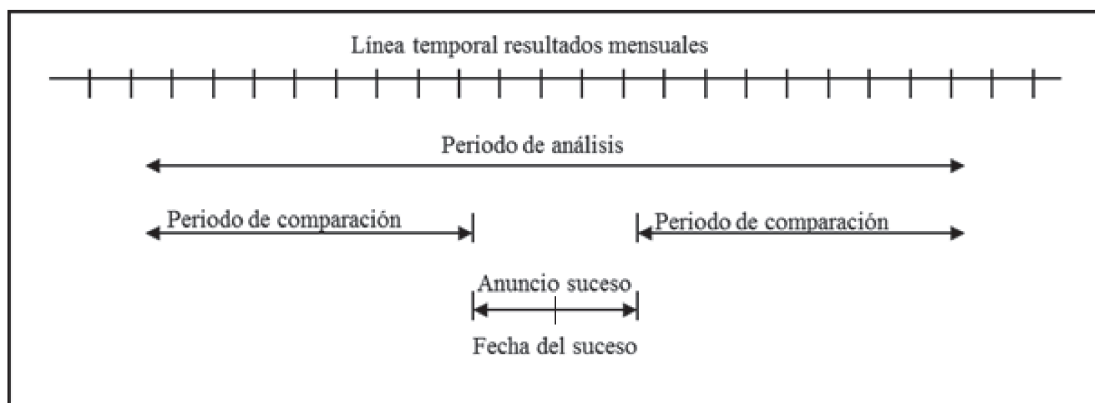 Línea temporal resultados mensuales
Periodo de análisis
Periodo de comparación
Periodo de comparación
Anuncio suceso
Fecha del suceso